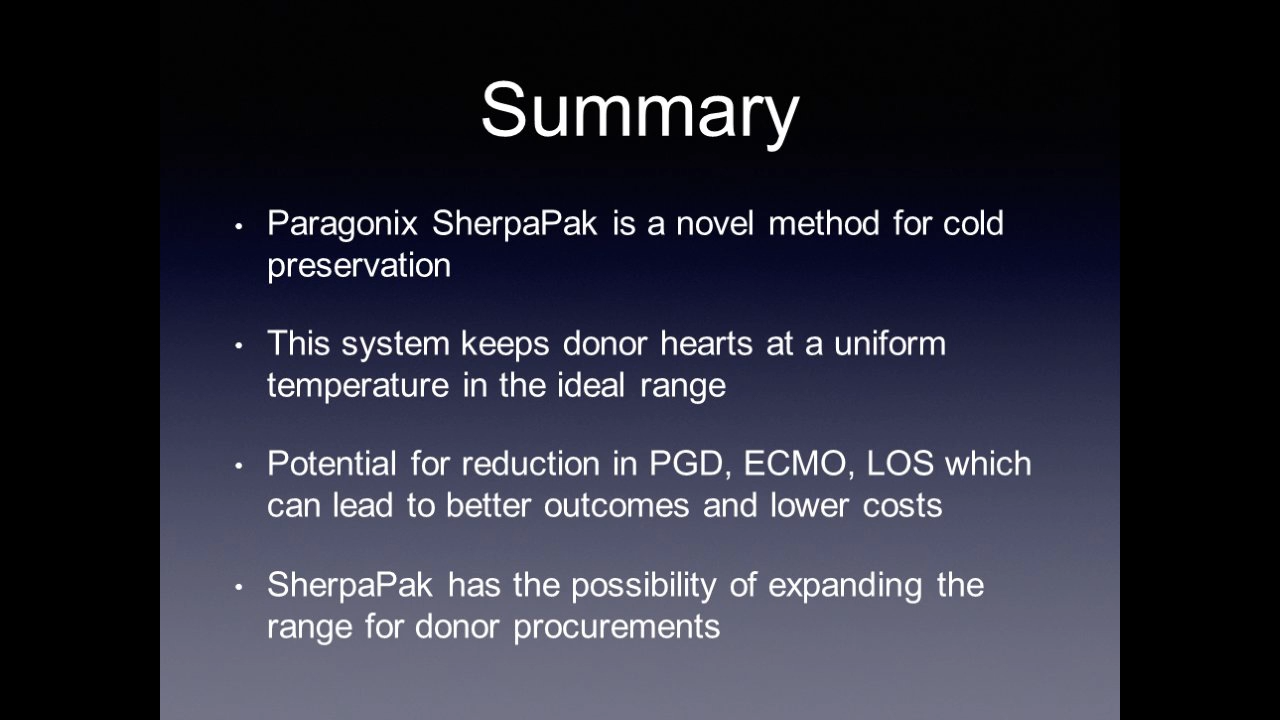 Summary
• Paragonix SherpaPak is a novel method for cold
preservation
• This system keeps donor hearts at a uniform
temperature in the ideal range
• Potential for reduction in PGD, ECMO, LOS which
can lead to better outcomes and lower costs
• SherpaPak has the possibility of expanding the
range for donor procurements